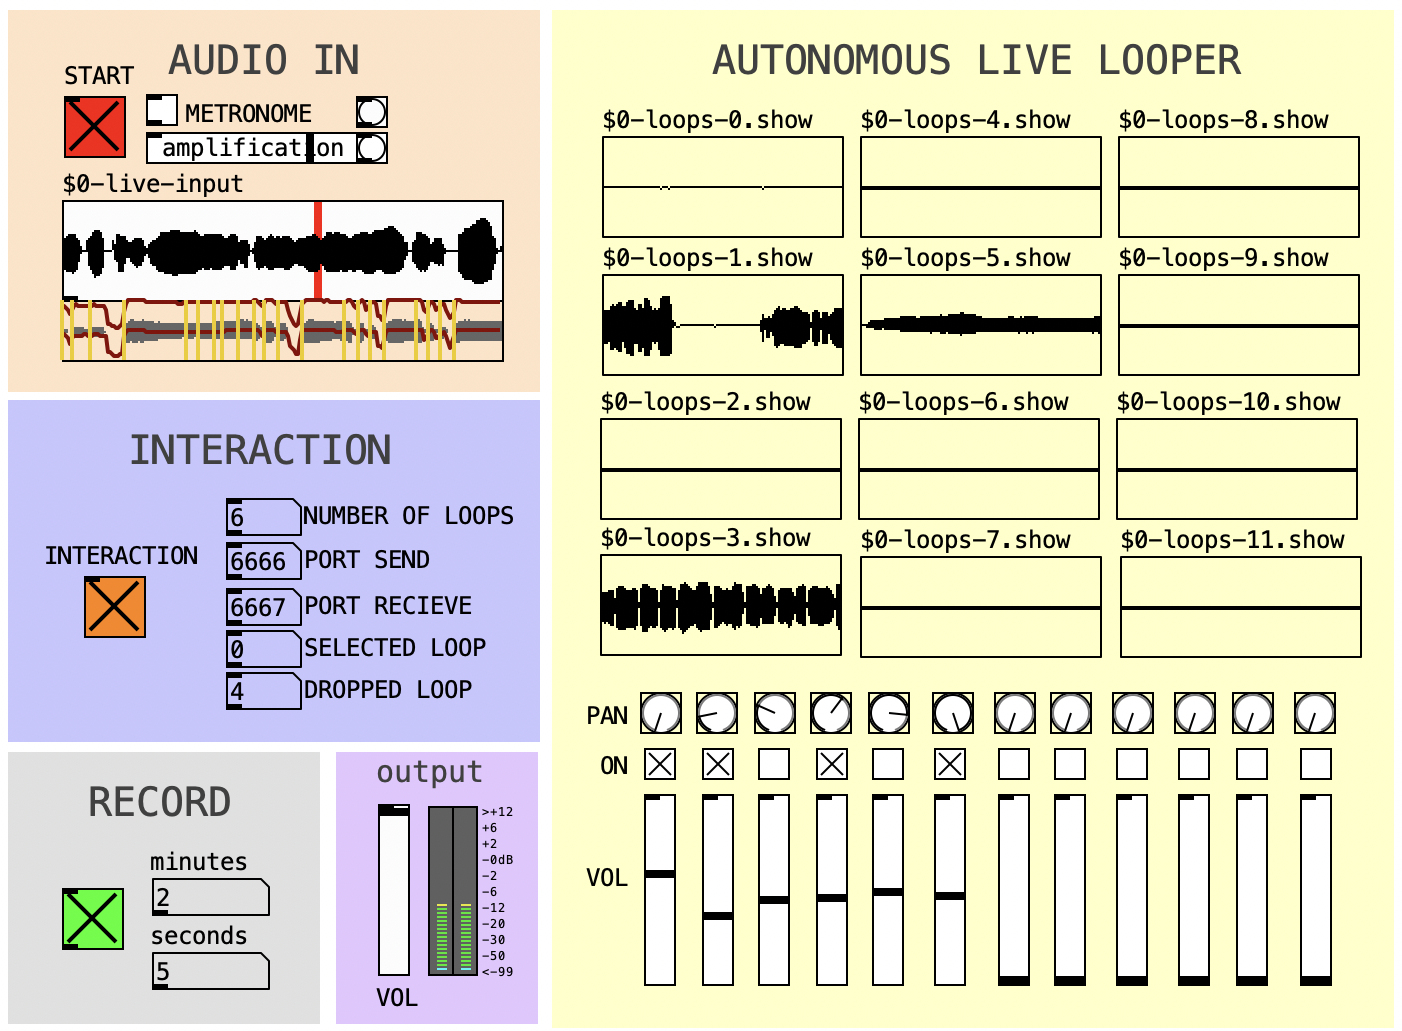 AUDIO IN
START
METRONOME
amplification
$0-live-input
INTERACTION
INTERACTION
6 NUMBER OF LOOPS
6666 PORT SEND
6667 PORT RECIEVE
0 SELECTED LOOP
4 DROPPED LOOP
RECORD
minutes
2
seconds
5
output
>+12
+6
+2
-0dB
-2
-6
-12
-20
-30
-50
<-99
VOL
AUTONOMOUS LIVE LOOPER
$0-loops-0.show $0-loops-4.show $0-loops-8.show
$0-loops-1.show $0-loops-5.show $0-loops-9.show
$0-loops-2.show $0-loops-6.show $0-loops-10.show
$0-loops-3.show $0-loops-7.show $0-loops-11.show
PAN
ON
VOL